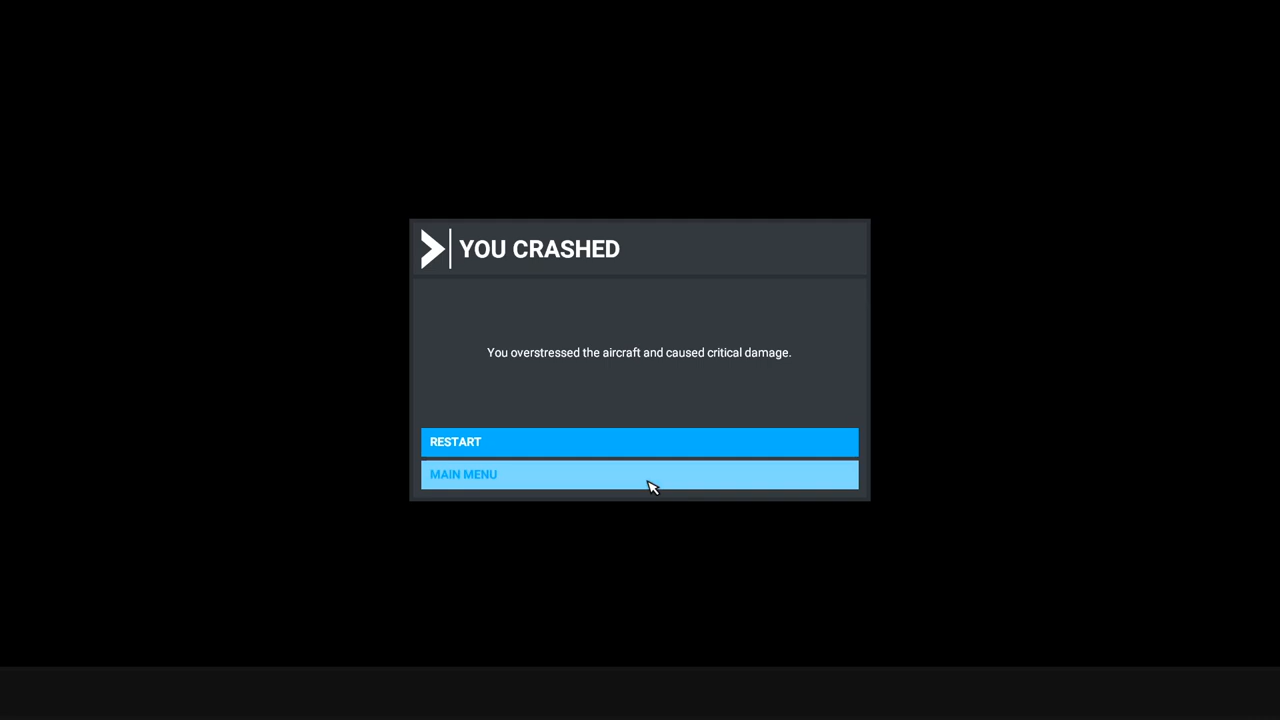 YOU CRASHED
You overstressed the aircraft and caused critical damage.
RESTART
MAIN MENU